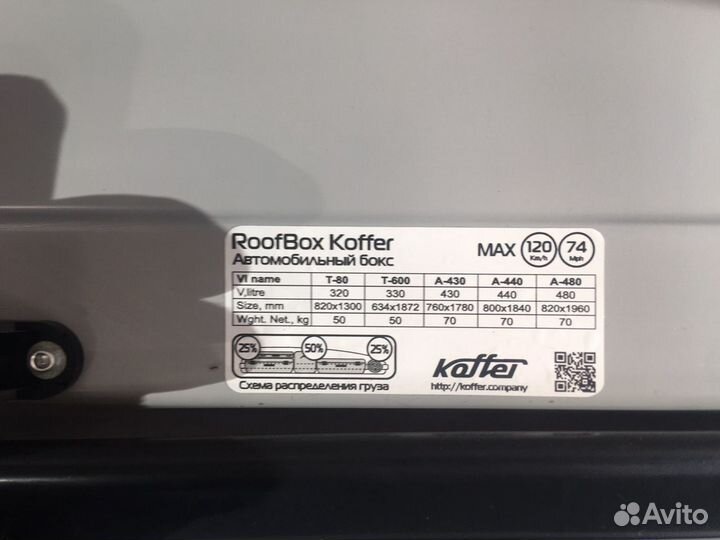 RoofBox Koffer
Автомобильный бокс
MAX 120 Km/h 74 Mph
VI name T-80 T-600 A-430 A-440 A-480
V,litre 320 330 430 440 480
Size, mm 820x1300 634x1872 760x1780 800x1840 820x1960
Wght. Net., kg 50 50 70 70 70
25% 50% 25%
Схема распределения груза
Koffer
http://koffer.company
Avito